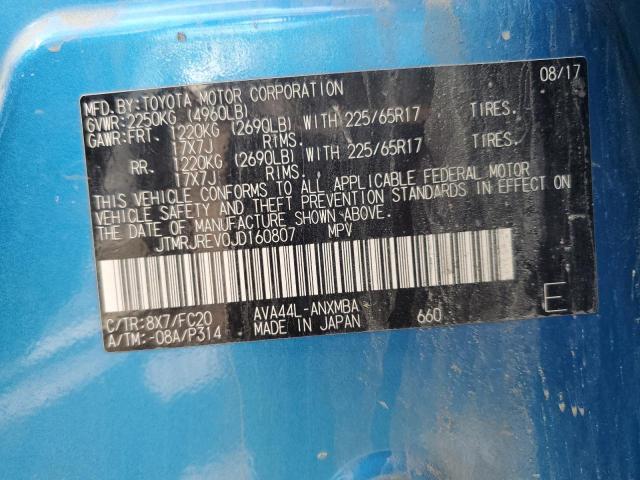 MFD.BY:TOYOTA MOTOR CORPORATION 08/17
GVWR:2250KG (4960LB)
GAWR:FRT. 1220KG (2690LB) WITH 225/65R17 TIRES.
17X7J RIMS.
RR. 1220KG (2690LB) WITH 225/65R17 TIRES.
17X7J RIMS.
THIS VEHICLE CONFORMS TO ALL APPLICABLE FEDERAL MOTOR
VEHICLE SAFETY AND THEFT PREVENTION STANDARDS IN EFFECT ON
THE DATE OF MANUFACTURE SHOWN ABOVE.
JTMRJREV0JD160807 MPV
C/TR:8X7/FC20 AVA44L-ANXMBA 660 E
A/TM:-08A/P314 MADE IN JAPAN